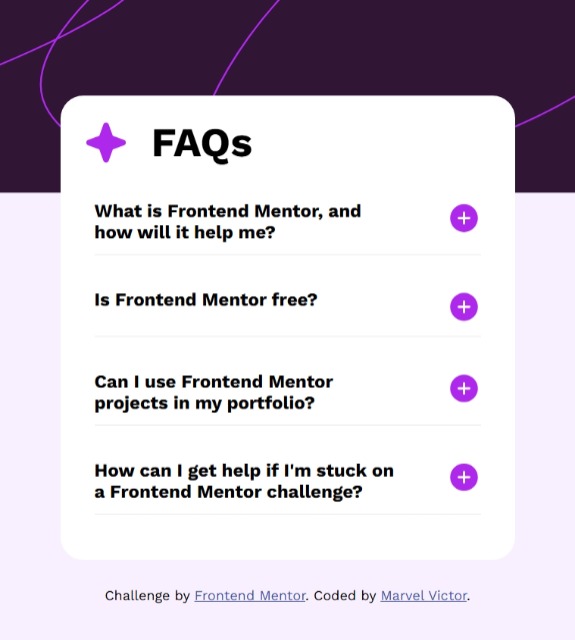 FAQs
What is Frontend Mentor, and
how will it help me?
Is Frontend Mentor free?
Can I use Frontend Mentor
projects in my portfolio?
How can I get help if I'm stuck on
a Frontend Mentor challenge?
Challenge by Frontend Mentor. Coded by Marvel Victor.